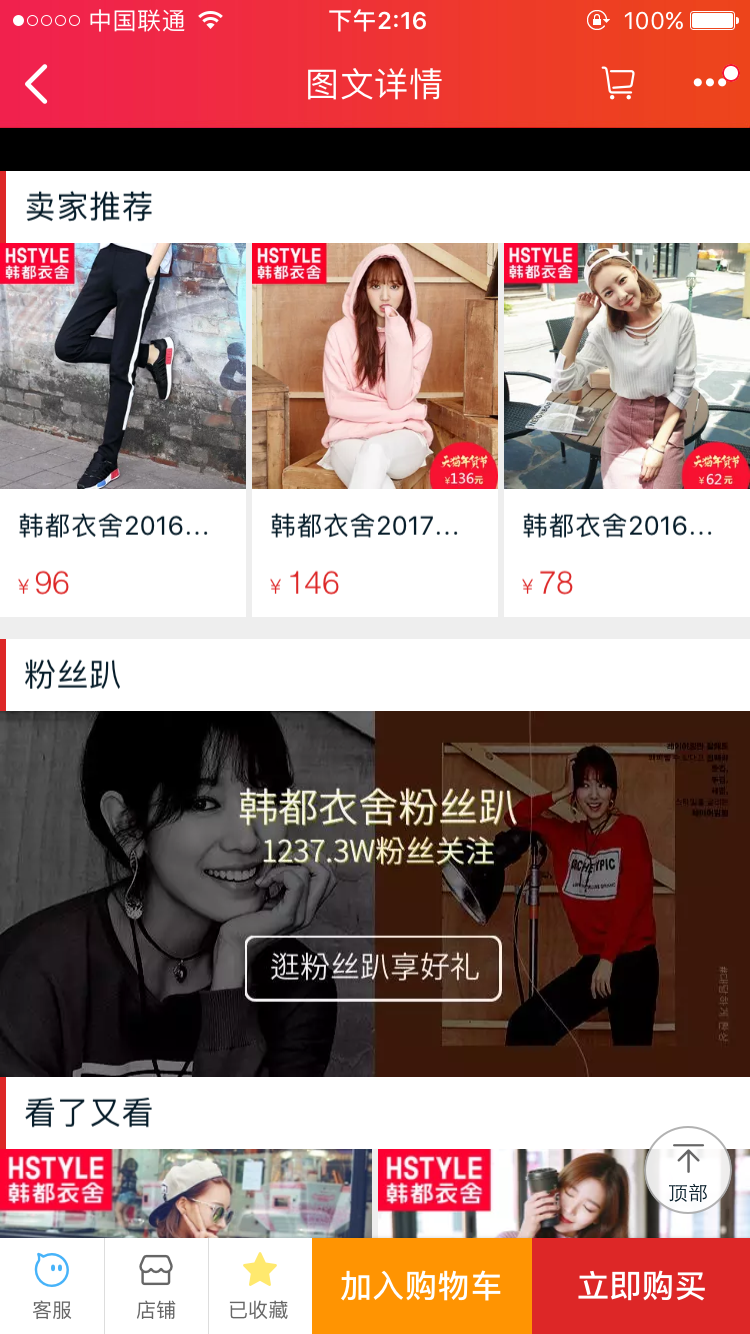 中国联通
下午2:16
100%
图文详情
卖家推荐
HSTYLE
韩都衣舍
HSTYLE
韩都衣舍
HSTYLE
韩都衣舍
天猫年货节
¥136元
天猫年货节
¥62元
韩都衣舍2016...
韩都衣舍2017...
韩都衣舍2016...
¥96
¥146
¥78
粉丝趴
韩都衣舍粉丝趴
1237.3W粉丝关注
逛粉丝趴享好礼
看了又看
HSTYLE
韩都衣舍
HSTYLE
韩都衣舍
顶部
客服
店铺
已收藏
加入购物车
立即购买